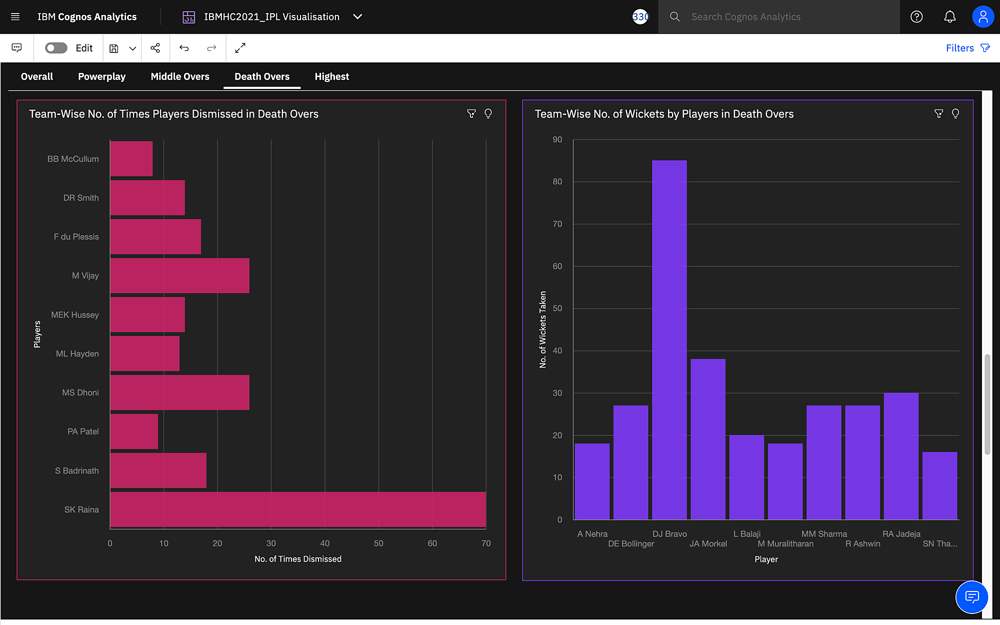 IBM Cognos Analytics
IBMHC2021_IPL Visualisation
330
Search Cognos Analytics
Edit
Filters
Overall Powerplay Middle Overs Death Overs Highest
Team-Wise No. of Times Players Dismissed in Death Overs
BB McCullum
DR Smith
F du Plessis
M Vijay
MEK Hussey
ML Hayden
MS Dhoni
PA Patel
S Badrinath
SK Raina
Players
0 10 20 30 40 50 60 70
No. of Times Dismissed
Team-Wise No. of Wickets by Players in Death Overs
90
80
70
60
50
40
30
20
10
0
No. of Wickets Taken
A Nehra DJ Bravo L Balaji MM Sharma RA Jadeja
DE Bollinger JA Morkel M Muralitharan R Ashwin SN Tha...
Player